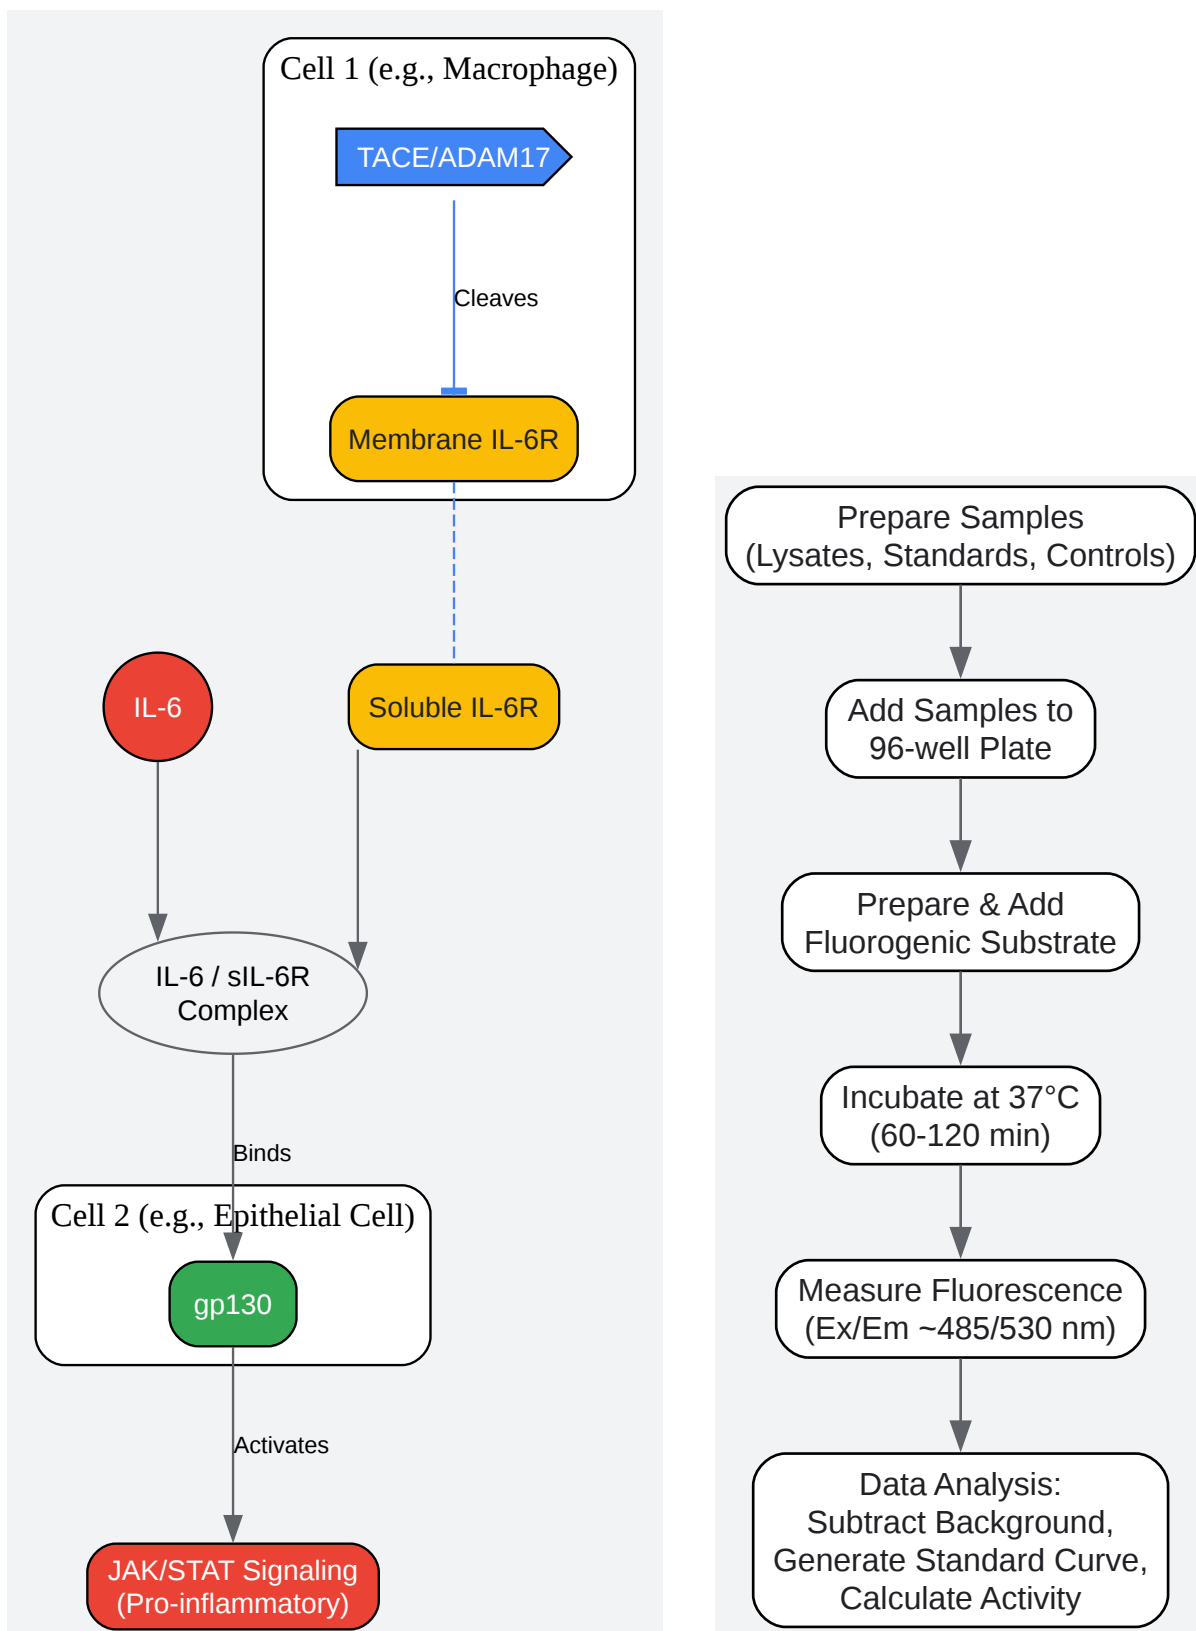 Cell 1 (e.g., Macrophage)
TACE/ADAM17
Cleaves
Membrane IL-6R
IL-6
Soluble IL-6R
IL-6 / sIL-6R
Complex
Binds
Cell 2 (e.g., Epithelial Cell)
gp130
Activates
JAK/STAT Signaling
(Pro-inflammatory)
Prepare Samples
(Lysates, Standards, Controls)
Add Samples to
96-well Plate
Prepare & Add
Fluorogenic Substrate
Incubate at 37°C
(60-120 min)
Measure Fluorescence
(Ex/Em ~485/530 nm)
Data Analysis:
Subtract Background,
Generate Standard Curve,
Calculate Activity